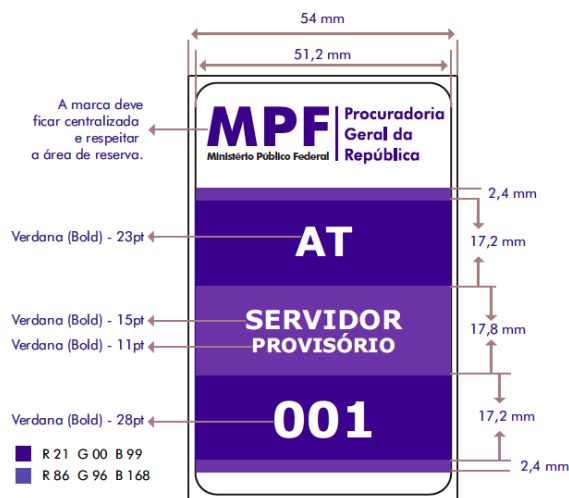 54 mm
51,2 mm
A marca deve
ficar centralizada
e respeitar
a área de reserva.
MPF
Ministério Público Federal
Procuradoria
Geral da
República
2,4 mm
Verdana (Bold) - 23pt
AT
17,2 mm
Verdana (Bold) - 15pt
SERVIDOR
Verdana (Bold) - 11pt
PROVISÓRIO
17,8 mm
Verdana (Bold) - 28pt
001
17,2 mm
R 21 G 00 B 99
R 86 G 96 B 168
2,4 mm